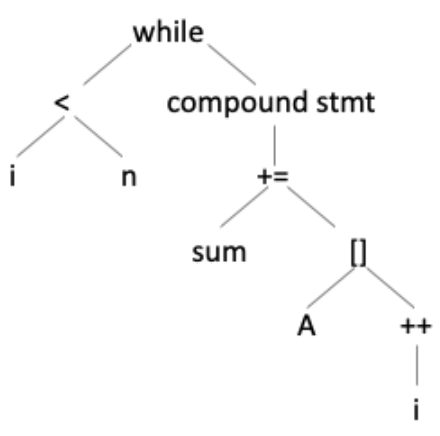 while
< compound stmt
i n +=
sum []
A ++
i